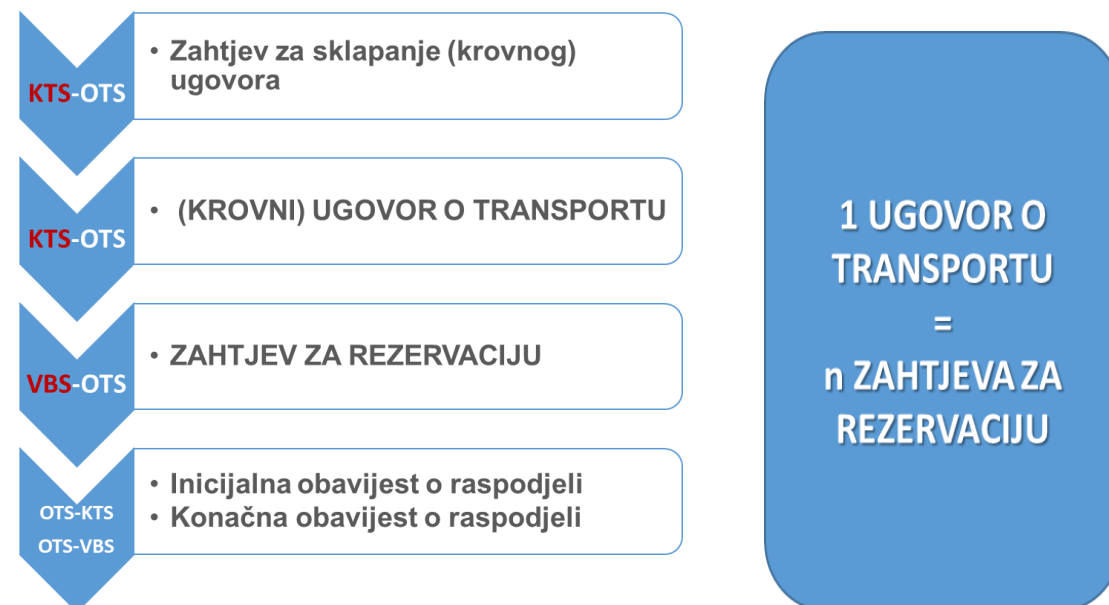 KTS-OTS
• Zahtjev za sklapanje (krovnog)
ugovora
KTS-OTS
• (KROVNI) UGOVOR O TRANSPORTU
VBS-OTS
• ZAHTJEV ZA REZERVACIJU
OTS-KTS
OTS-VBS
• Inicijalna obavijest o raspodjeli
• Konačna obavijest o raspodjeli
1 UGOVOR O
TRANSPORTU
=
n ZAHTJEVA ZA
REZERVACIJU